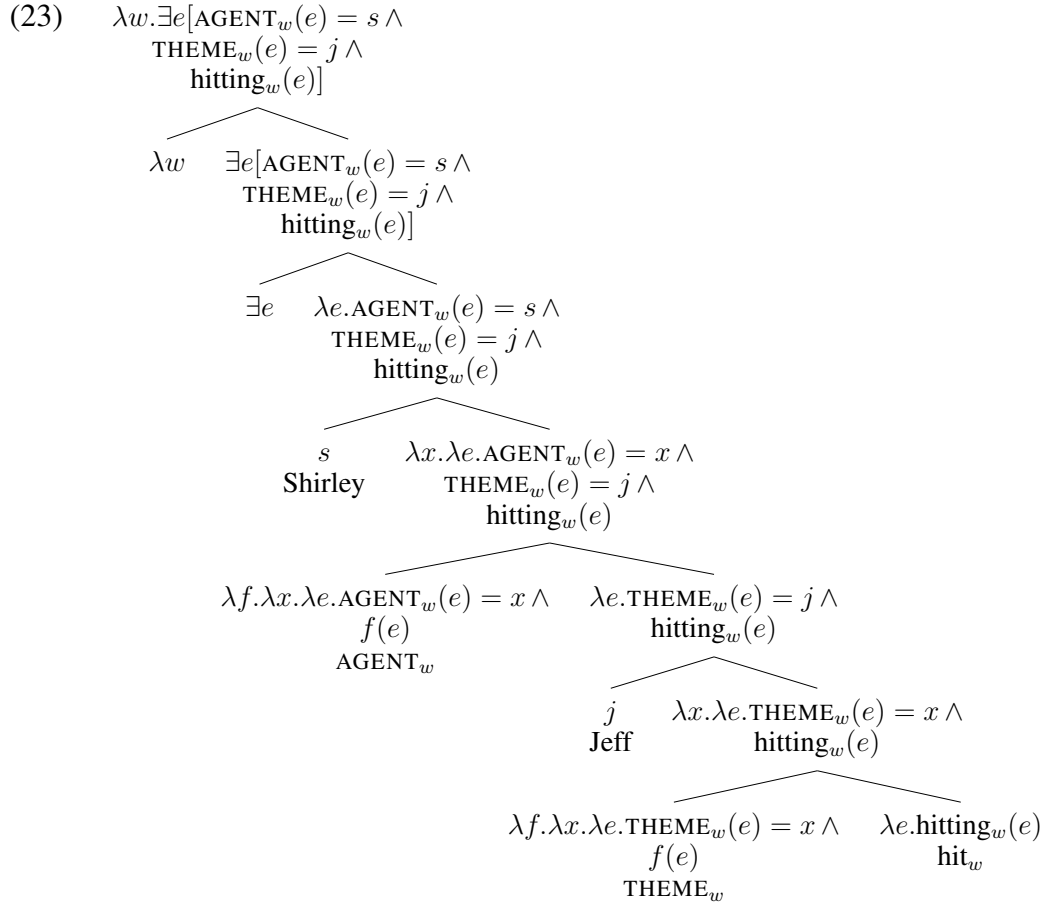 (23) λw.∃e[AGENT_w(e) = s ∧
THEME_w(e) = j ∧
hitting_w(e)]
λw ∃e[AGENT_w(e) = s ∧
THEME_w(e) = j ∧
hitting_w(e)]
∃e λe.AGENT_w(e) = s ∧
THEME_w(e) = j ∧
hitting_w(e)
s λx.λe.AGENT_w(e) = x ∧
Shirley THEME_w(e) = j ∧
hitting_w(e)
λf.λx.λe.AGENT_w(e) = x ∧ λe.THEME_w(e) = j ∧
f(e) hitting_w(e)
AGENT_w
j λx.λe.THEME_w(e) = x ∧
Jeff hitting_w(e)
λf.λx.λe.THEME_w(e) = x ∧ λe.hitting_w(e)
f(e) hit_w
THEME_w